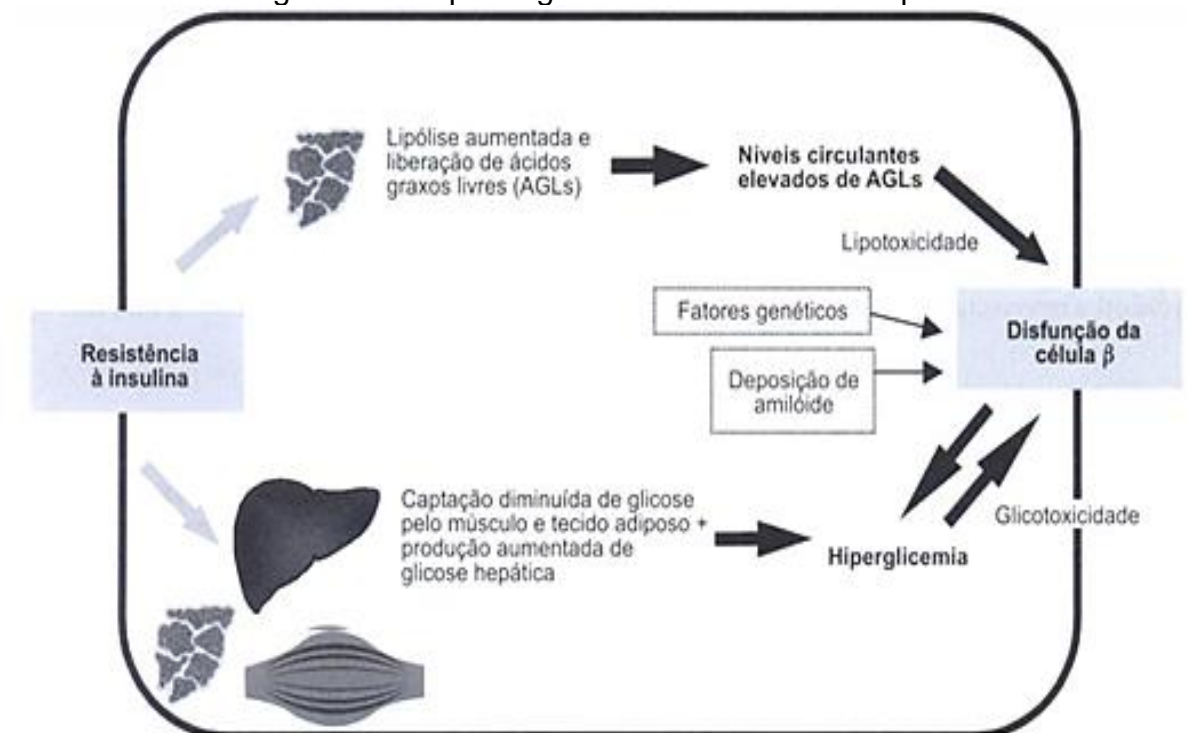 Lipólise aumentada e
liberação de ácidos
graxos livres (AGLs)
Níveis circulantes
elevados de AGLs
Lipotoxicidade
Fatores genéticos
Disfunção da
célula β
Resistência
à insulina
Deposição de
amilóide
Captação diminuída de glicose
pelo músculo e tecido adiposo +
produção aumentada de
glicose hepática
Glicotoxicidade
Hiperglicemia